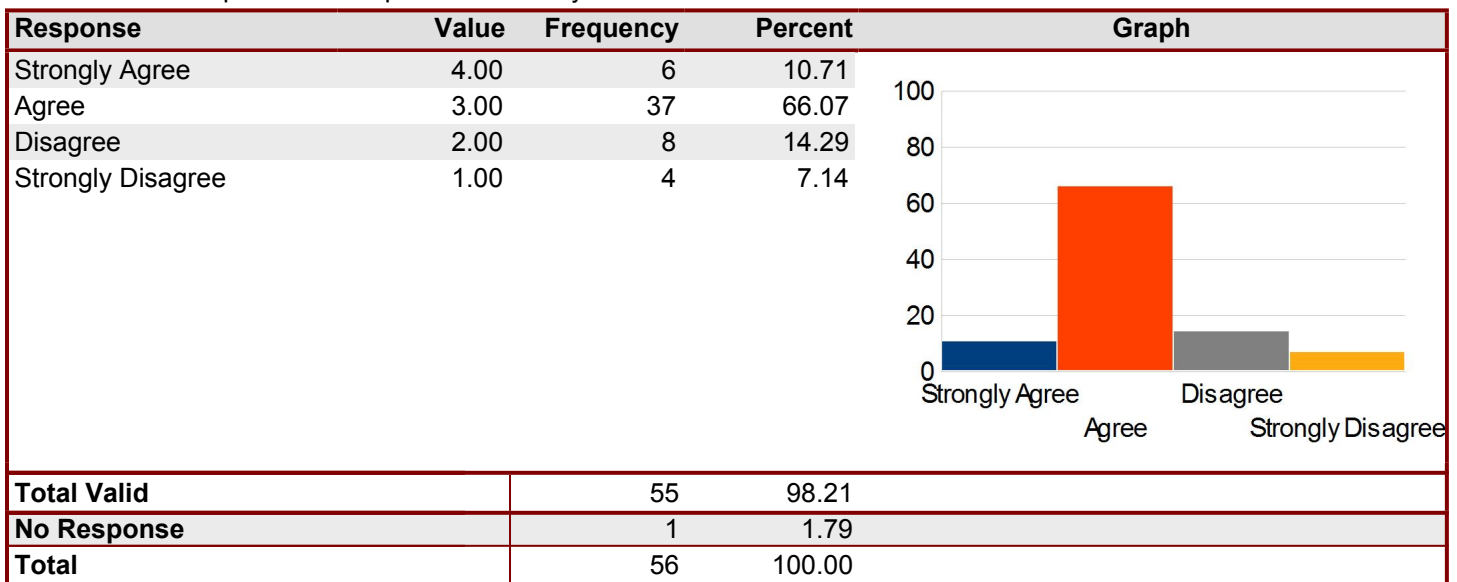 Response Value Frequency Percent Graph
Strongly Agree 4.00 6 10.71
Agree 3.00 37 66.07
Disagree 2.00 8 14.29
Strongly Disagree 1.00 4 7.14
100
80
60
40
20
0
Strongly Agree Disagree
Agree Strongly Disagree
Total Valid 55 98.21
No Response 1 1.79
Total 56 100.00